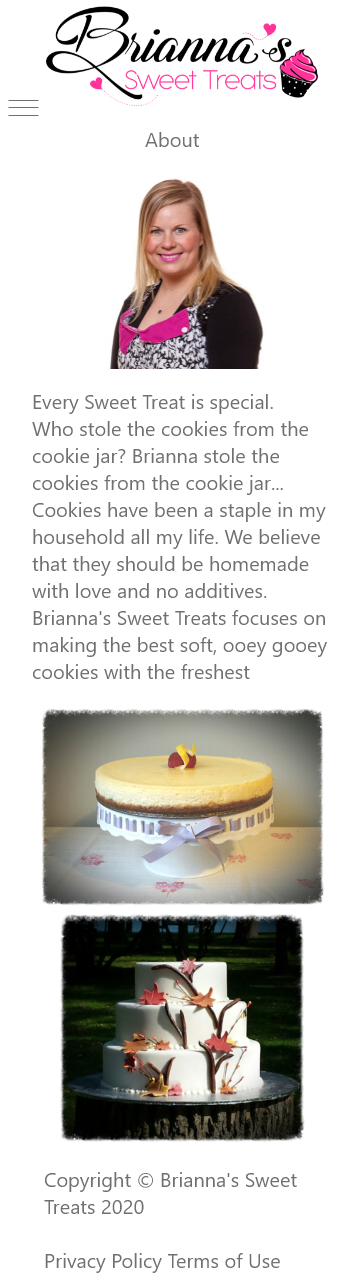 Brianna's
Sweet Treats
About
Every Sweet Treat is special.
Who stole the cookies from the
cookie jar? Brianna stole the
cookies from the cookie jar...
Cookies have been a staple in my
household all my life. We believe
that they should be homemade
with love and no additives.
Brianna's Sweet Treats focuses on
making the best soft, ooey gooey
cookies with the freshest
Copyright © Brianna's Sweet
Treats 2020
Privacy Policy Terms of Use